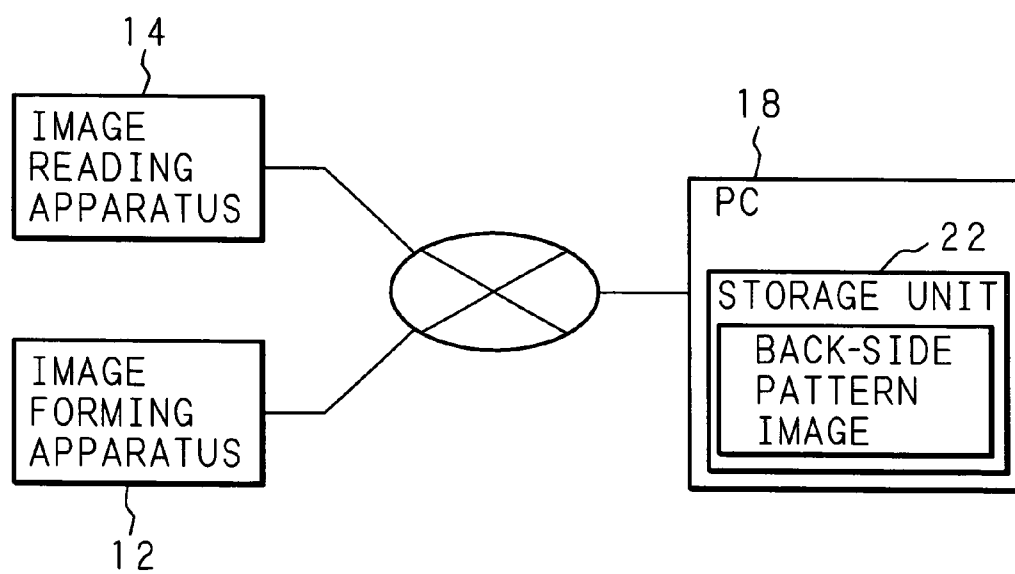 14
IMAGE
READING
APPARATUS
18
PC
22
STORAGE UNIT
BACK-SIDE
PATTERN
IMAGE
IMAGE
FORMING
APPARATUS
12